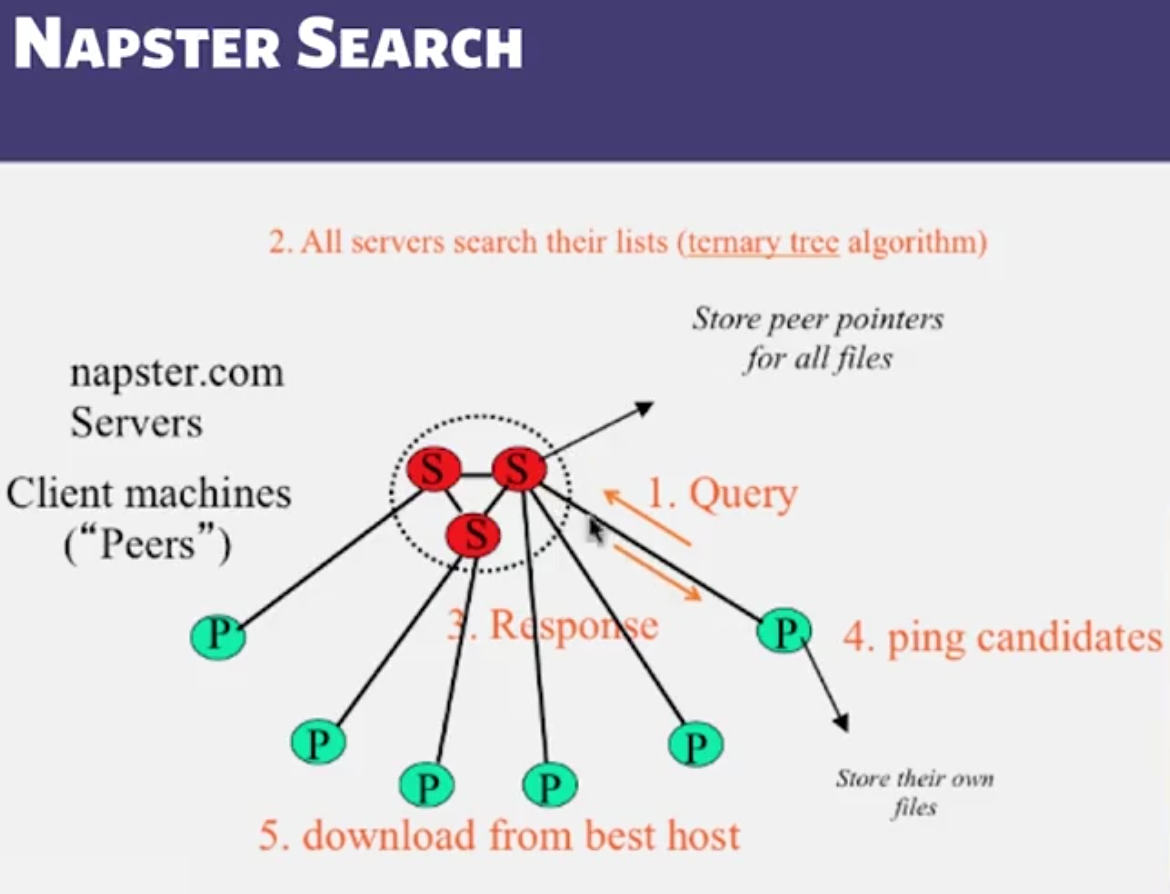 NAPSTER SEARCH
2. All servers search their lists (ternary tree algorithm)
Store peer pointers
for all files
napster.com
Servers
Client machines
(“Peers”)
S
S
S
1. Query
3. Response
P
P
4. ping candidates
P
P
P
P
Store their own
files
5. download from best host